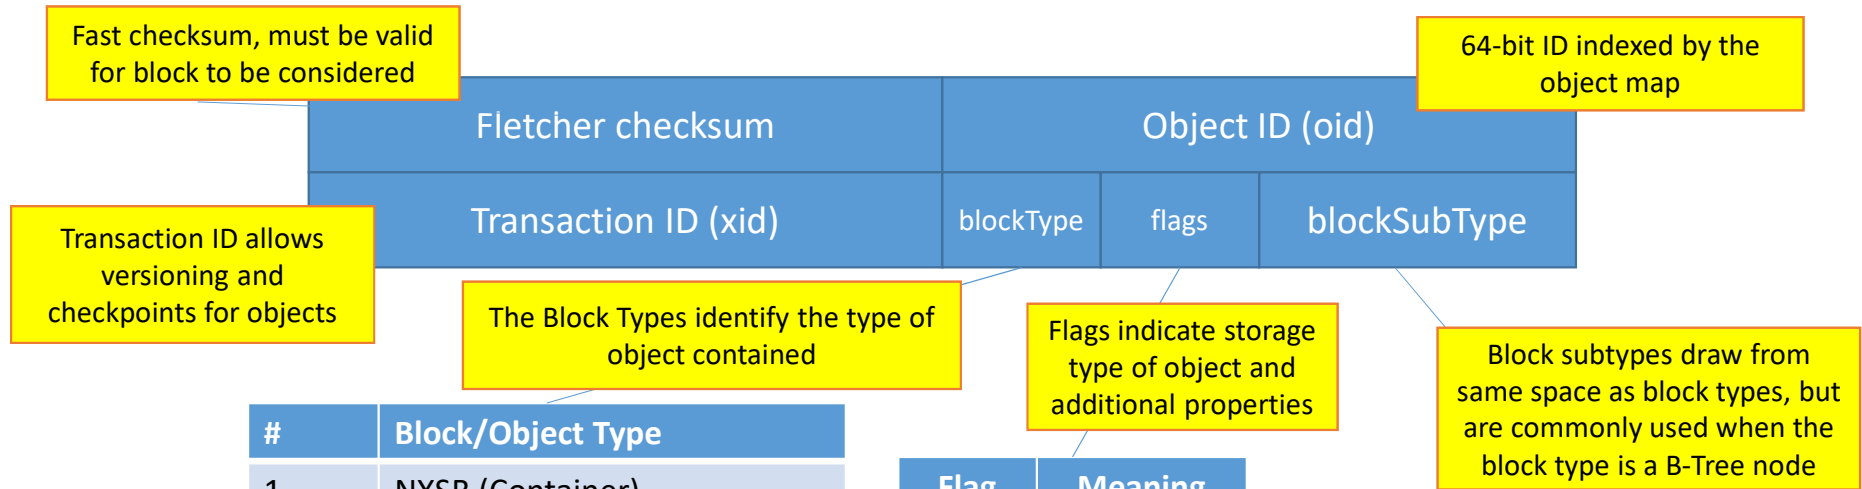 Fast checksum, must be valid
for block to be considered
64-bit ID indexed by the
object map
Fletcher checksum
Object ID (oid)
Transaction ID (xid)
blockType
flags
blockSubType
Transaction ID allows
versioning and
checkpoints for objects
The Block Types identify the type of
object contained
Flags indicate storage
type of object and
additional properties
Block subtypes draw from
same space as block types, but
are commonly used when the
block type is a B-Tree node
# Block/Object Type
1 NXSB (Container)
Flag Meaning